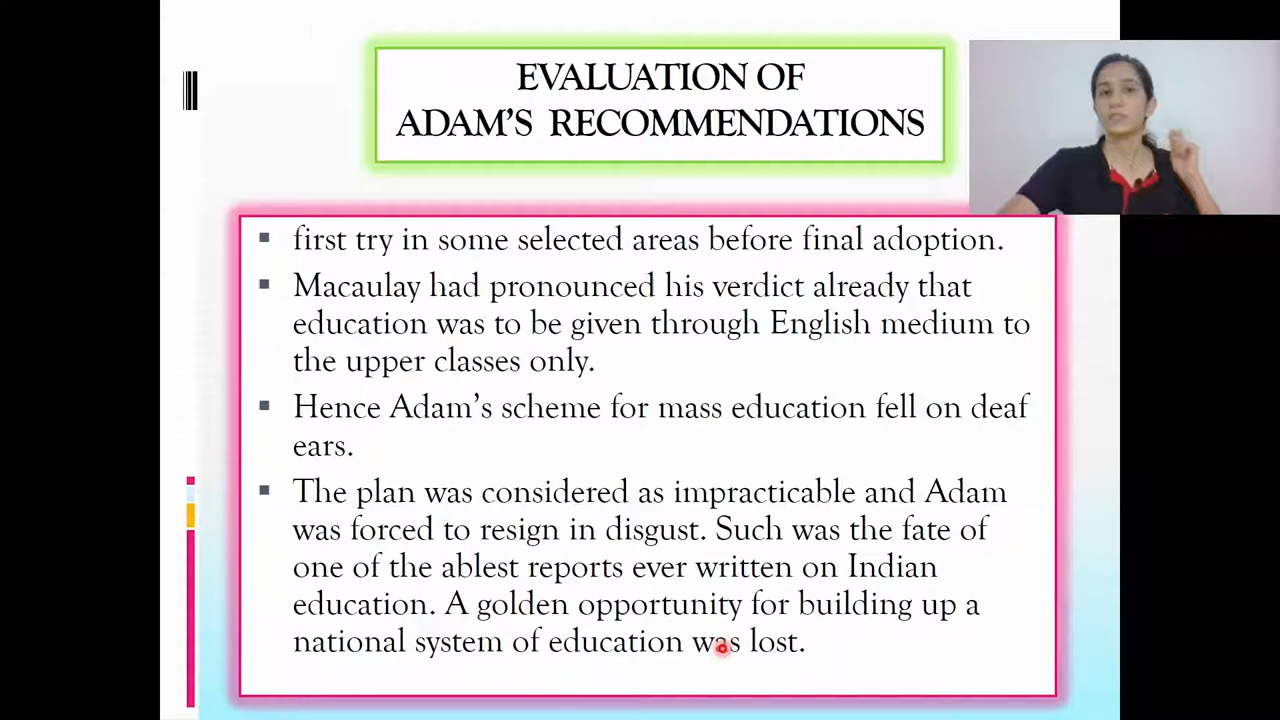 EVALUATION OF
ADAM'S RECOMMENDATIONS
▪ first try in some selected areas before final adoption.
▪ Macaulay had pronounced his verdict already that
education was to be given through English medium to
the upper classes only.
▪ Hence Adam's scheme for mass education fell on deaf
ears.
▪ The plan was considered as impracticable and Adam
was forced to resign in disgust. Such was the fate of
one of the ablest reports ever written on Indian
education. A golden opportunity for building up a
national system of education was lost.